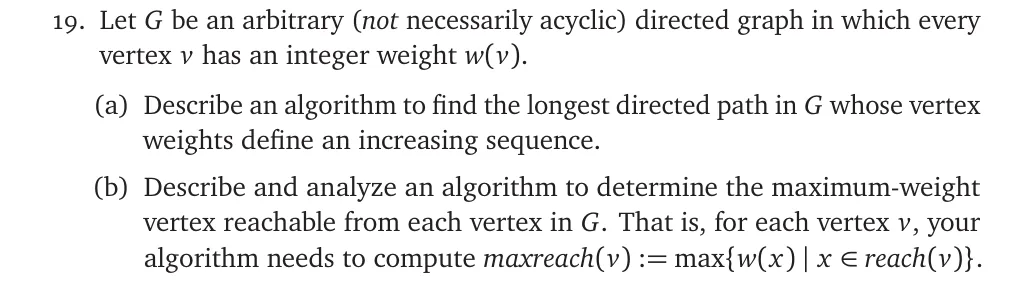 19. Let G be an arbitrary (not necessarily acyclic) directed graph in which every
vertex v has an integer weight w(v).
(a) Describe an algorithm to find the longest directed path in G whose vertex
weights define an increasing sequence.
(b) Describe and analyze an algorithm to determine the maximum-weight
vertex reachable from each vertex in G. That is, for each vertex v, your
algorithm needs to compute maxreach(v) := max{w(x) | x ∈ reach(v)}.